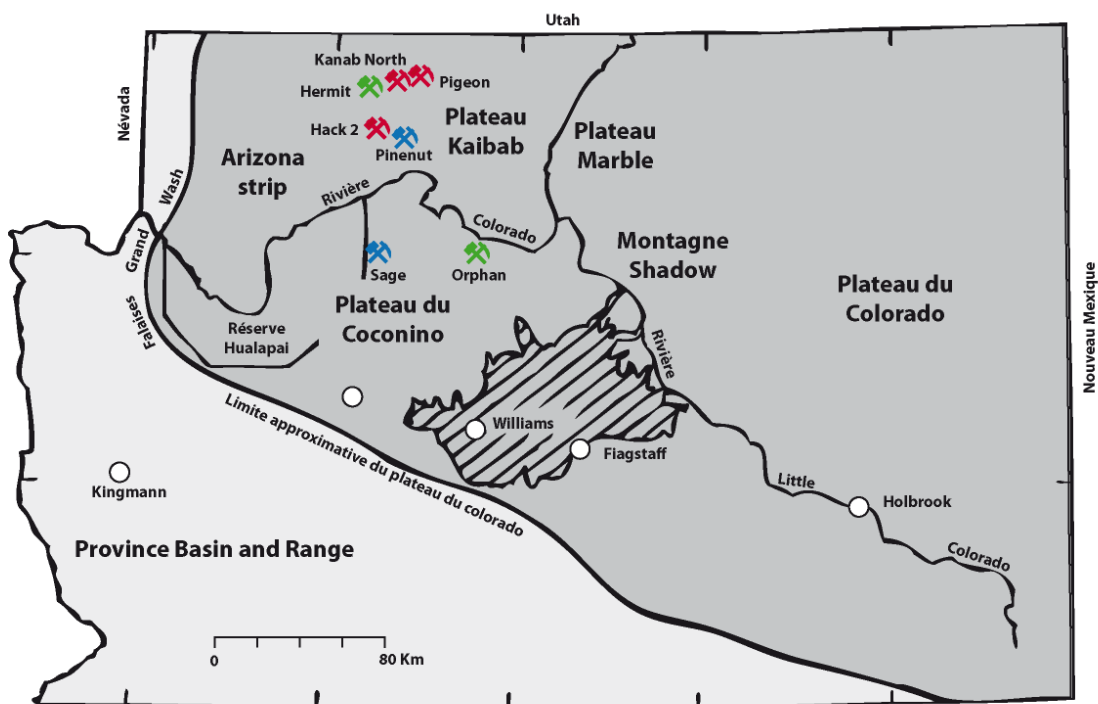 Utah
Kanab North
Hermit
Pigeon
Névada
Hack 2
Plateau
Kaibab
Plateau
Marble
Pinenut
Arizona
strip
Wash
Rivière
Colorado
Grand
Montagne
Shadow
Sage
Orphan
Plateau du
Colorado
Nouveau Mexique
Falaises
Plateau du
Coconino
Réserve
Hualapai
Rivière
Limite approximative du plateau du colorado
Williams
Fiagstaff
Kingmann
Little
Holbrook
Province Basin and Range
Colorado
0
80 Km